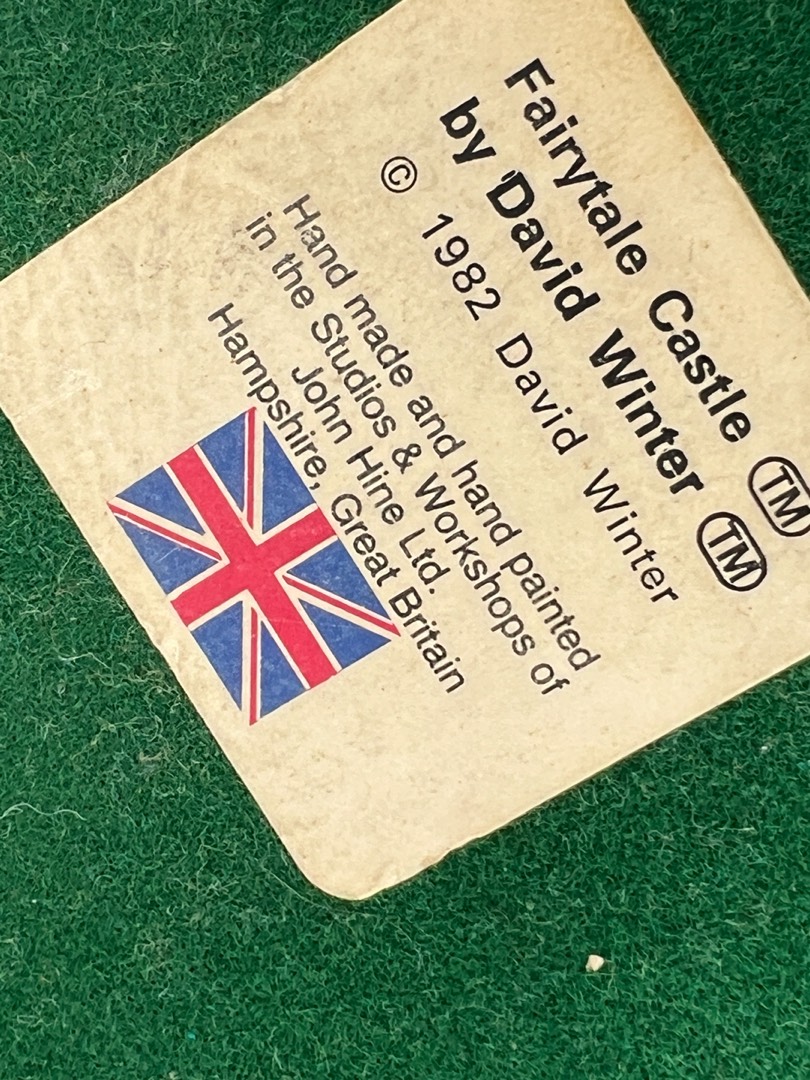 Fairytale Castle ™
by David Winter ™
© 1982 David Winter
Hand made and hand painted
in the Studios & Workshops of
John Hine Ltd.
Hampshire, Great Britain